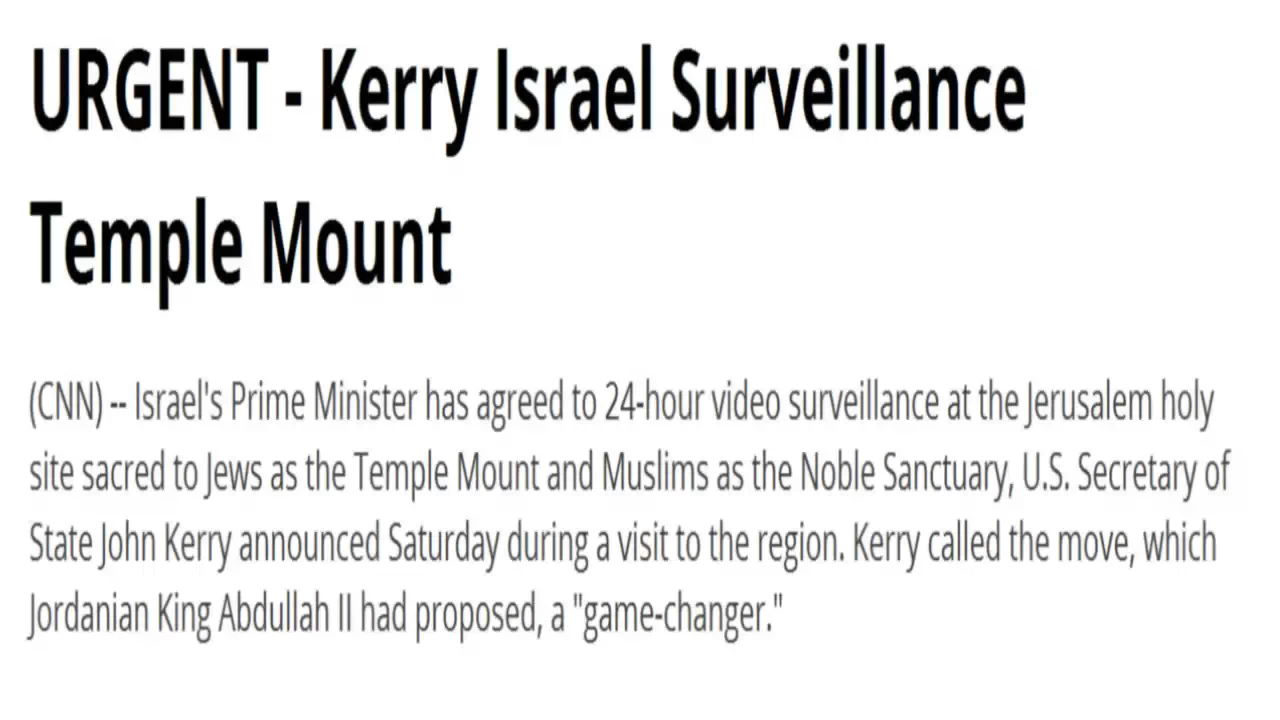 URGENT - Kerry Israel Surveillance
Temple Mount
(CNN) -- Israel's Prime Minister has agreed to 24-hour video surveillance at the Jerusalem holy
site sacred to Jews as the Temple Mount and Muslims as the Noble Sanctuary, U.S. Secretary of
State John Kerry announced Saturday during a visit to the region. Kerry called the move, which
Jordanian King Abdullah II had proposed, a "game-changer."